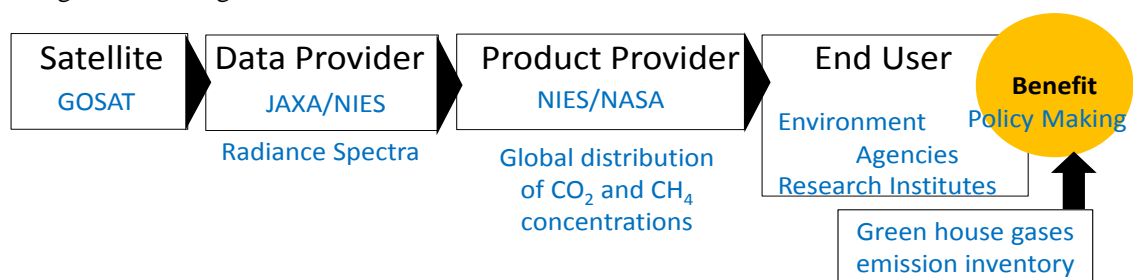 Satellite
GOSAT
Data Provider
JAXA/NIES
Radiance Spectra
Product Provider
NIES/NASA
Global distribution
of CO₂ and CH₄
concentrations
End User
Environment
Agencies
Research Institutes
Benefit
Policy Making
Green house gases
emission inventory